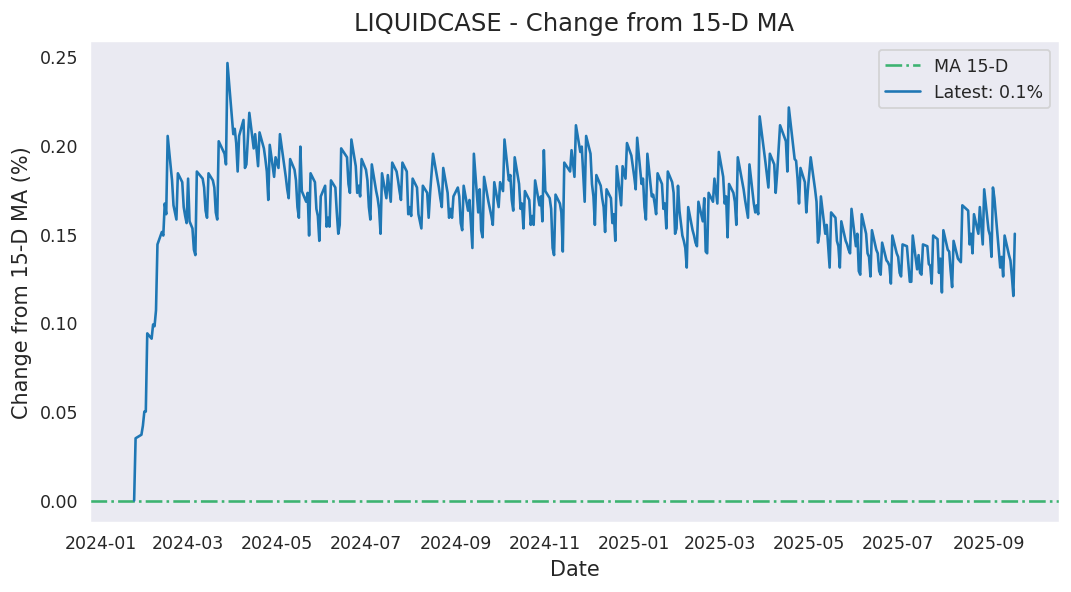 LIQUIDCASE - Change from 15-D MA
MA 15-D
Latest: 0.1%
Change from 15-D MA (%)
0.25
0.20
0.15
0.10
0.05
0.00
2024-01 2024-03 2024-05 2024-07 2024-09 2024-11 2025-01 2025-03 2025-05 2025-07 2025-09
Date